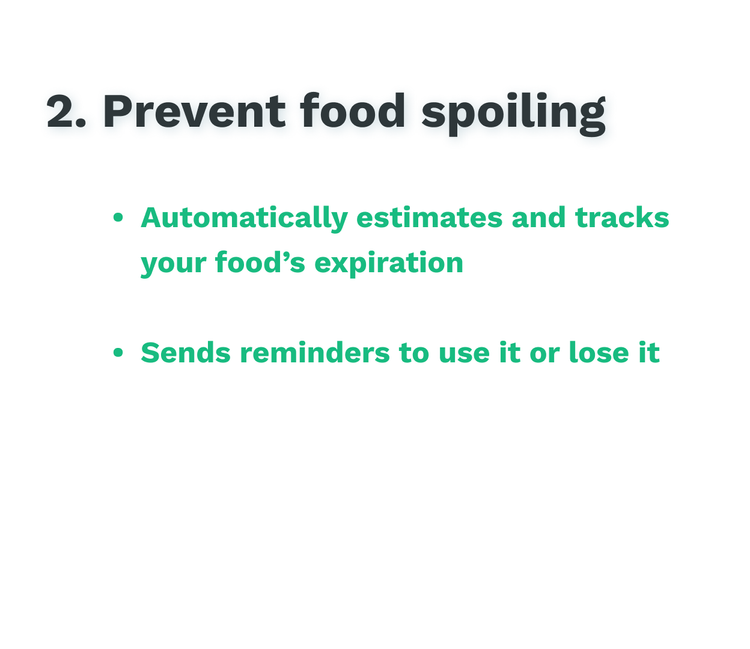 2. Prevent food spoiling
• Automatically estimates and tracks
your food’s expiration
• Sends reminders to use it or lose it